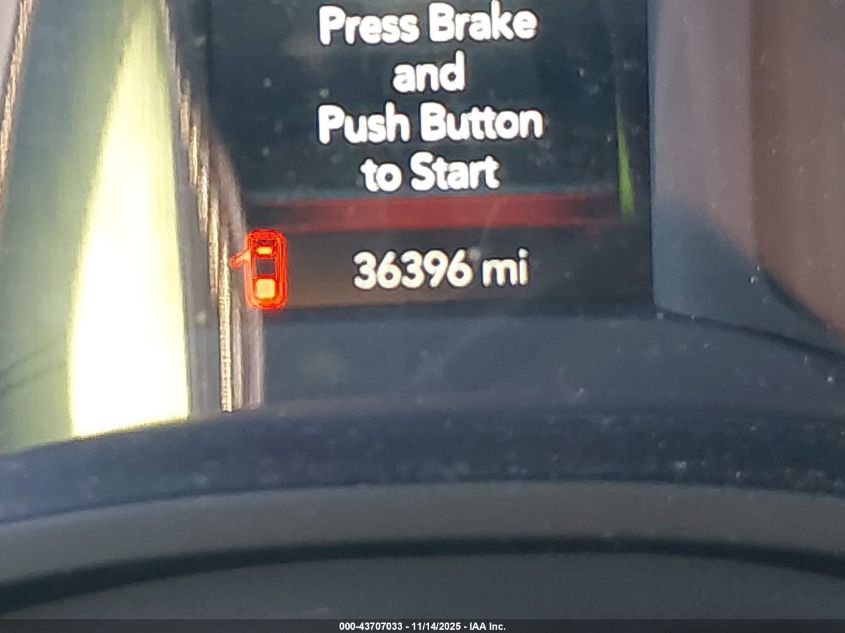 Press Brake
and
Push Button
to Start
36396 mi
000-43707033 - 11/14/2025 - IAA Inc.